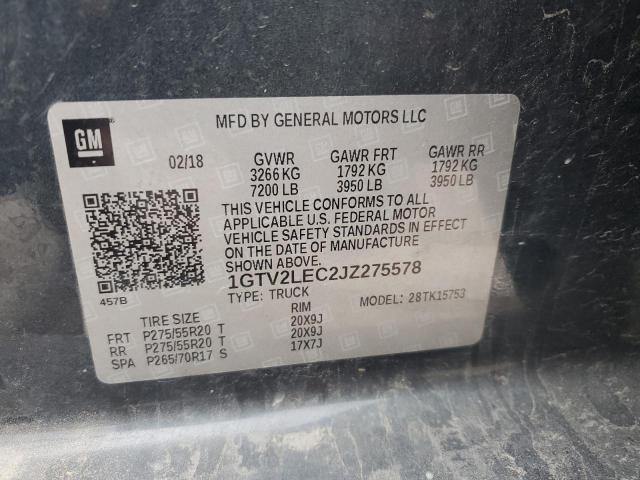 GM
MFD BY GENERAL MOTORS LLC
02/18 GVWR GAWR FRT GAWR RR
3266 KG 1792 KG 1792 KG
7200 LB 3950 LB 3950 LB
THIS VEHICLE CONFORMS TO ALL
APPLICABLE U.S. FEDERAL MOTOR
VEHICLE SAFETY STANDARDS IN EFFECT
ON THE DATE OF MANUFACTURE
SHOWN ABOVE.
1GTV2LEC2JZ275578
457B
TYPE: TRUCK MODEL: 28TK15753
TIRE SIZE RIM
FRT P275/55R20 T 20X9J
RR P275/55R20 T 20X9J
SPA P265/70R17 S 17X7J